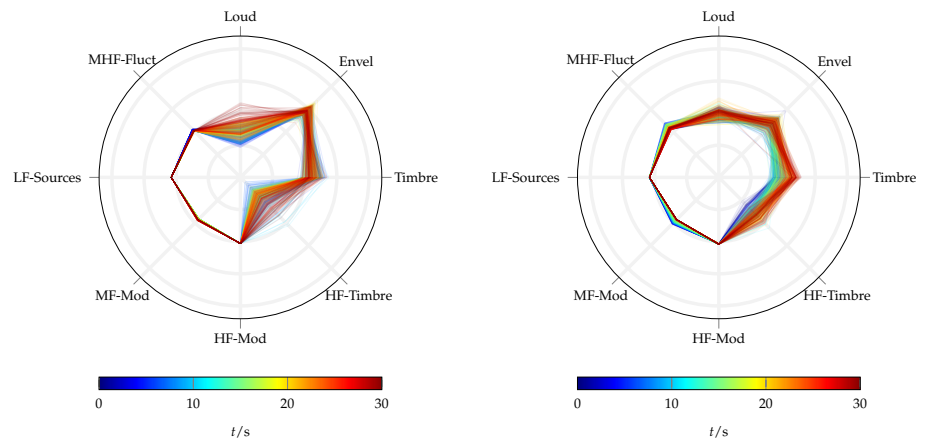 Loud
MHF-Fluct
Envel
LF-Sources
Timbre
MF-Mod
HF-Timbre
HF-Mod
0 10 20 30
t/s
Loud
MHF-Fluct
Envel
LF-Sources
Timbre
MF-Mod
HF-Timbre
HF-Mod
0 10 20 30
t/s